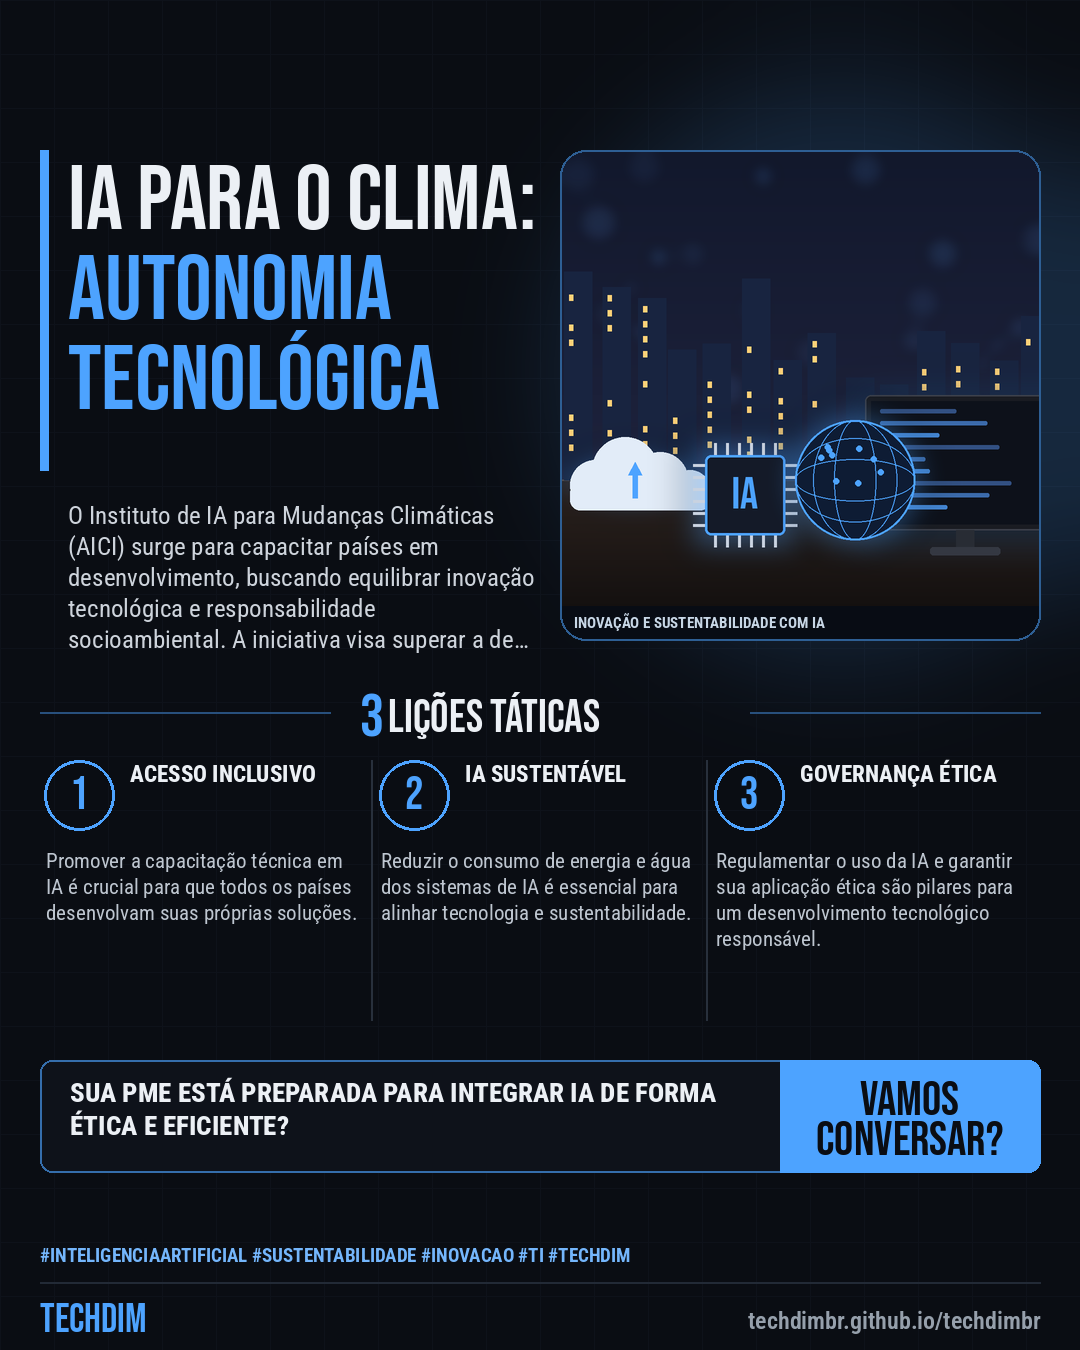 IA PARA O CLIMA:
AUTONOMIA
TECNOLÓGICA
O Instituto de IA para Mudanças Climáticas
(AICI) surge para capacitar países em
desenvolvimento, buscando equilibrar inovação
tecnológica e responsabilidade
socioambiental. A iniciativa visa superar a de...
IA
INOVAÇÃO E SUSTENTABILIDADE COM IA
3 LIÇÕES TÁTICAS
1 ACESSO INCLUSIVO
Promover a capacitação técnica em
IA é crucial para que todos os países
desenvolvam suas próprias soluções.
2 IA SUSTENTÁVEL
Reduzir o consumo de energia e água
dos sistemas de IA é essencial para
alinhar tecnologia e sustentabilidade.
3 GOVERNANÇA ÉTICA
Regulamentar o uso da IA e garantir
sua aplicação ética são pilares para
um desenvolvimento tecnológico
responsável.
SUA PME ESTÁ PREPARADA PARA INTEGRAR IA DE FORMA
ÉTICA E EFICIENTE?
VAMOS
CONVERSAR?
#INTELIGENCIAARTIFICIAL #SUSTENTABILIDADE #INOVACAO #TI #TECHDIM
TECHDIM
techdimbr.github.io/techdimbr